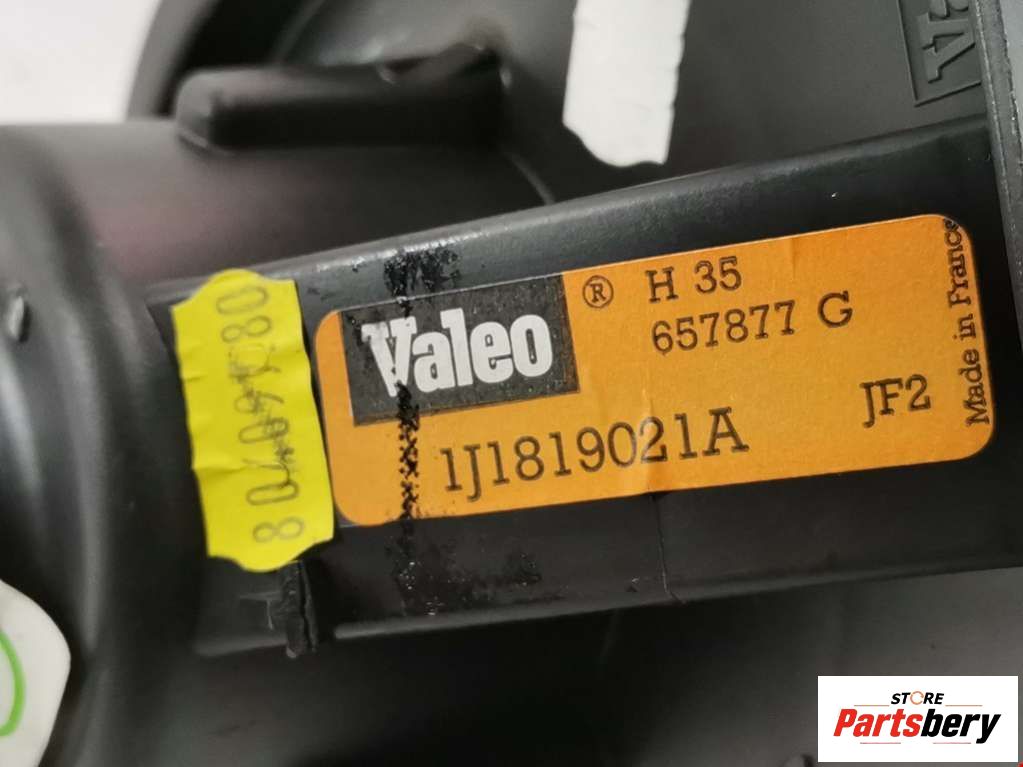 Valeo
®
H 35
657877 G
JF2
Made in France
1J1819021A
STORE
Partsbery